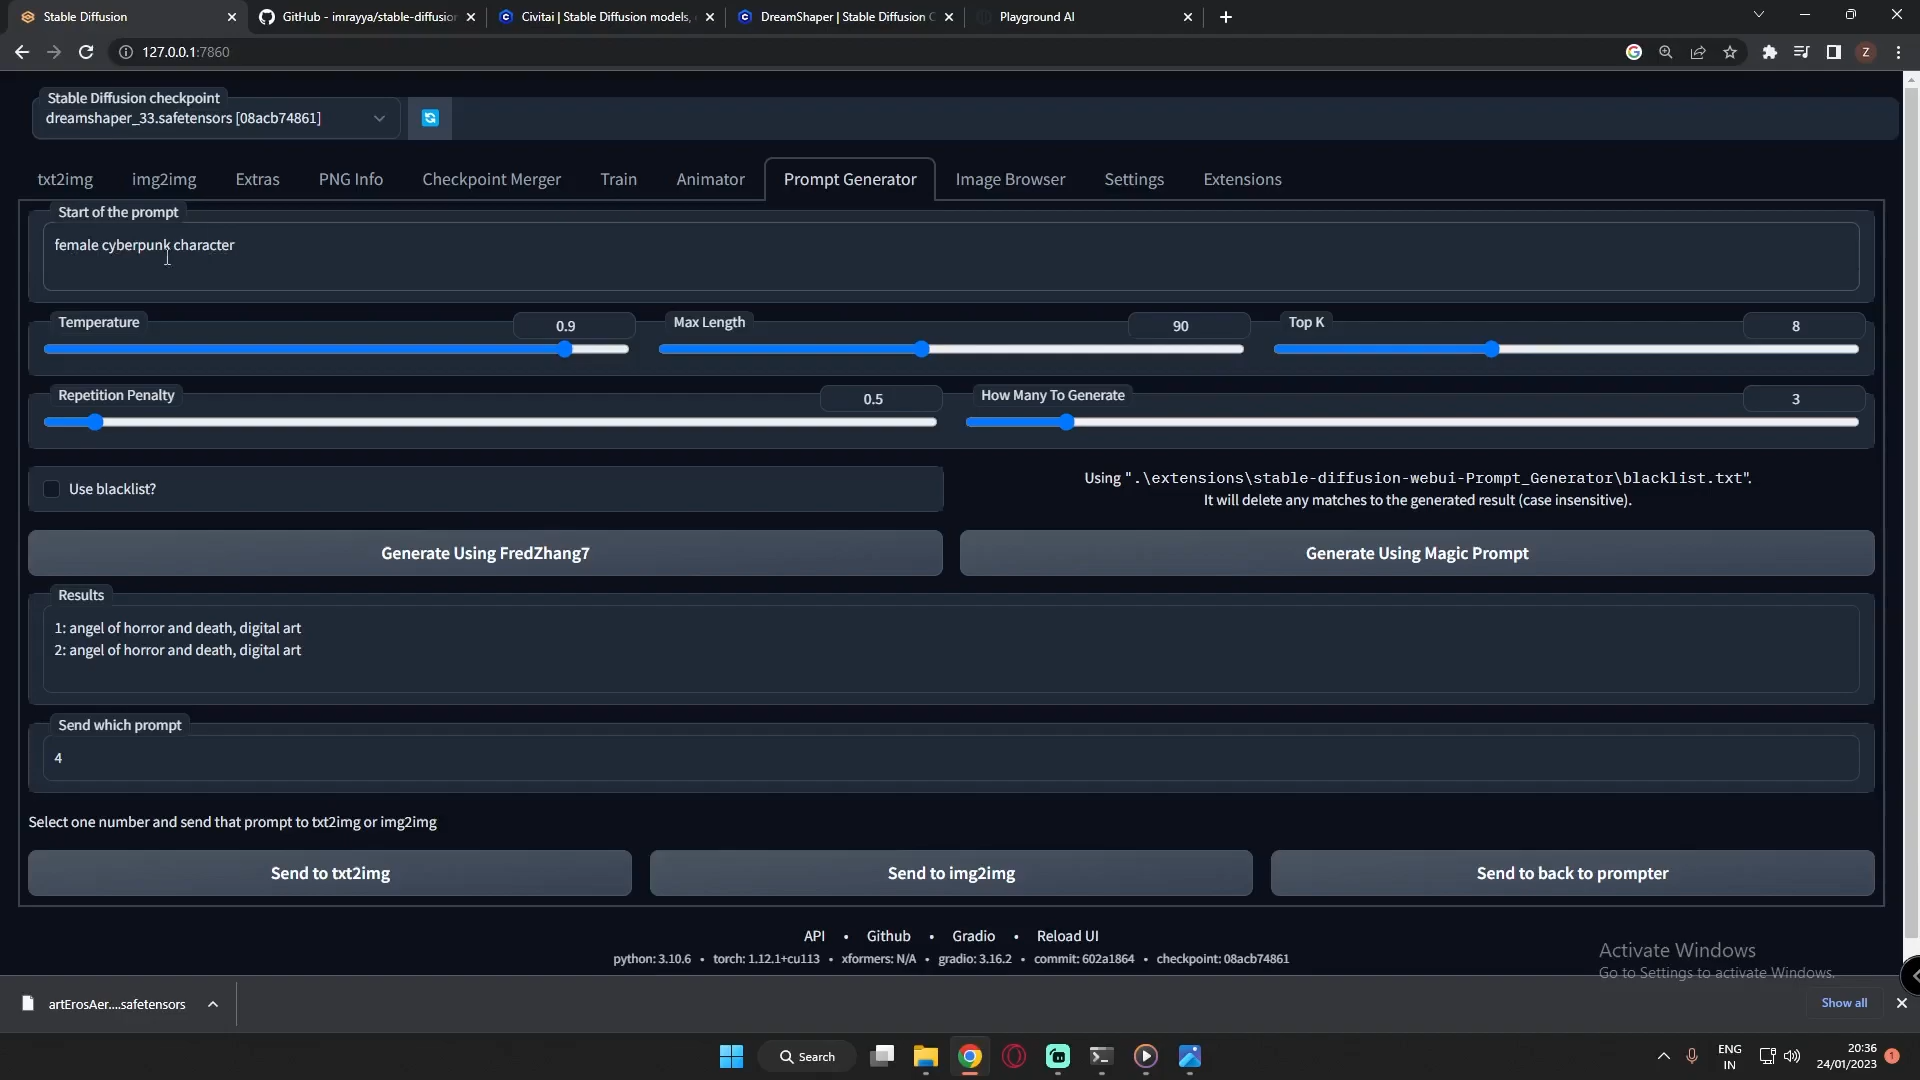 Stable Diffusion
GitHub - imrayya/stable-diffusion
Civitai | Stable Diffusion models,
DreamShaper | Stable Diffusion C
Playground AI
127.0.0.1:7860
Z
Stable Diffusion checkpoint
dreamshaper_33.safetensors [08acb74861]
txt2img
img2img
Extras
PNG Info
Checkpoint Merger
Train
Animator
Prompt Generator
Image Browser
Settings
Extensions
Start of the prompt
female cyberpunk character
Temperature
0.9
Max Length
90
Top K
8
Repetition Penalty
0.5
How Many To Generate
3
Use blacklist?
Using ".\extensions\stable-diffusion-webui-Prompt_Generator\blacklist.txt".
It will delete any matches to the generated result (case insensitive).
Generate Using FredZhang7
Generate Using Magic Prompt
Results
1: angel of horror and death, digital art
2: angel of horror and death, digital art
Send which prompt
4
Select one number and send that prompt to txt2img or img2img
Send to txt2img
Send to img2img
Send to back to prompter
API • Github • Gradio • Reload UI
python: 3.10.6 • torch: 1.12.1+cu113 • xformers: N/A • gradio: 3.16.2 • commit: 602a1864 • checkpoint: 08acb74861
Activate Windows
Go to Settings to activate Windows.
artErosAer....safetensors
Show all
Search
ENG
IN
20:36
24/01/2023
1